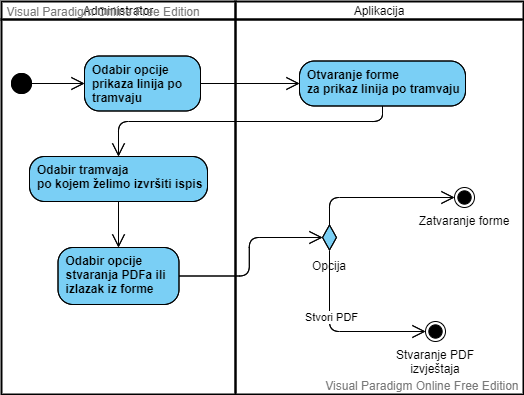 Visual Paradigm Online Free Edition
Administrator
Aplikacija
Odabir opcije
prikaza linija po
tramvaju
Otvaranje forme
za prikaz linija po tramvaju
Odabir tramvaja
po kojem želimo izvršiti ispis
Zatvaranje forme
Odabir opcije
stvaranja PDFa ili
izlazak iz forme
Opcija
Stvori PDF
Stvaranje PDF
izvještaja
Visual Paradigm Online Free Edition